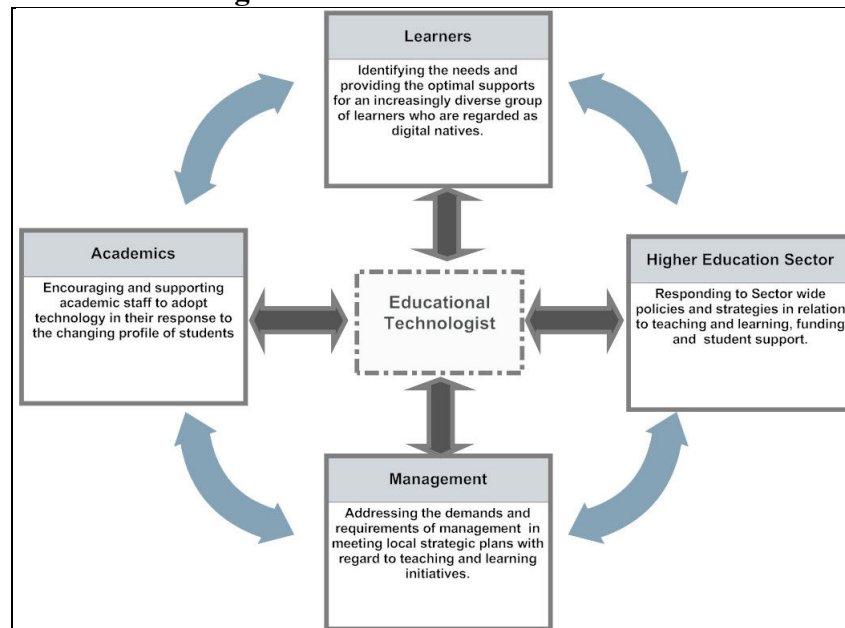 Learners
Identifying the needs and
providing the optimal supports
for an increasingly diverse group
of learners who are regarded as
digital natives.
Academics
Encouraging and supporting
academic staff to adopt
technology in their response to
the changing profile of students
Educational
Technologist
Higher Education Sector
Responding to Sector wide
policies and strategies in relation
to teaching and learning, funding
and student support.
Management
Addressing the demands and
requirements of management in
meeting local strategic plans with
regard to teaching and learning
initiatives.